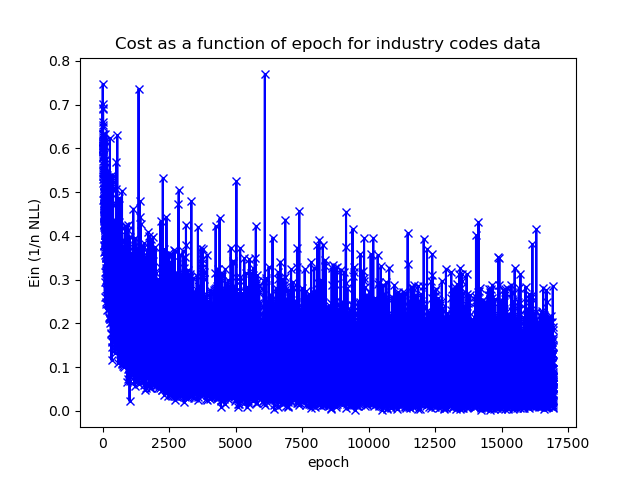 Cost as a function of epoch for industry codes data
0.8
0.7
0.6
0.5
0.4
0.3
0.2
0.1
0.0
Ein (1/n NLL)
0 2500 5000 7500 10000 12500 15000 17500
epoch